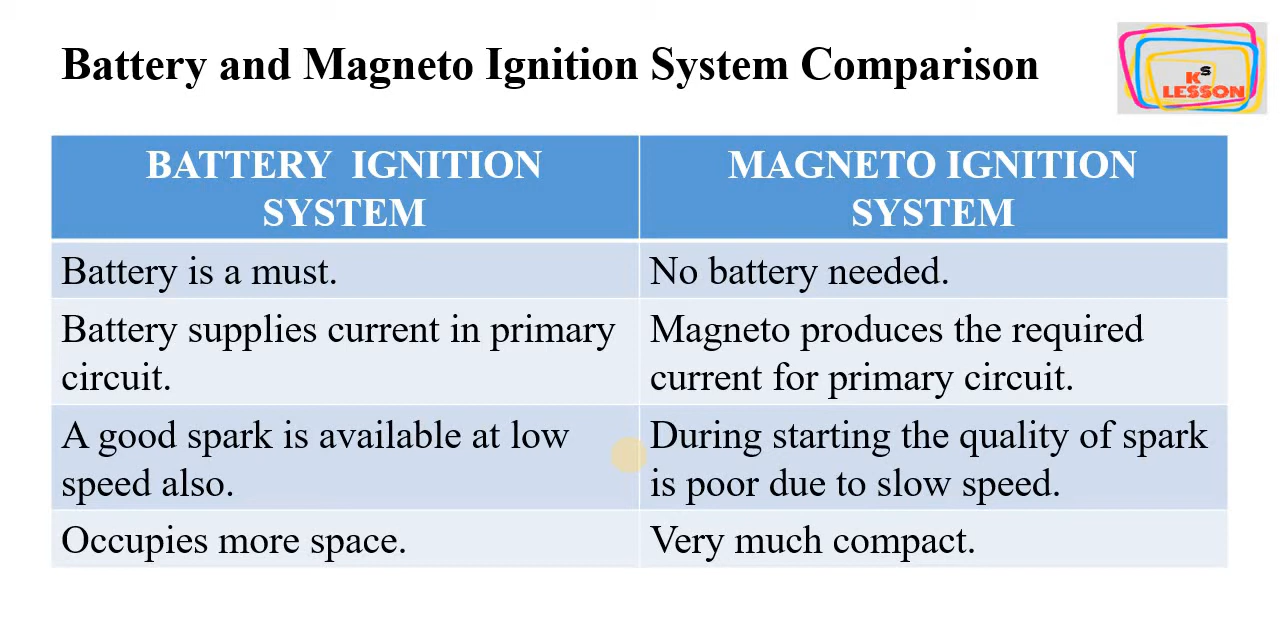 Battery and Magneto Ignition System Comparison
Ks
LESSON
BATTERY IGNITION
SYSTEM
MAGNETO IGNITION
SYSTEM
Battery is a must.
No battery needed.
Battery supplies current in primary
circuit.
Magneto produces the required
current for primary circuit.
A good spark is available at low
speed also.
During starting the quality of spark
is poor due to slow speed.
Occupies more space.
Very much compact.